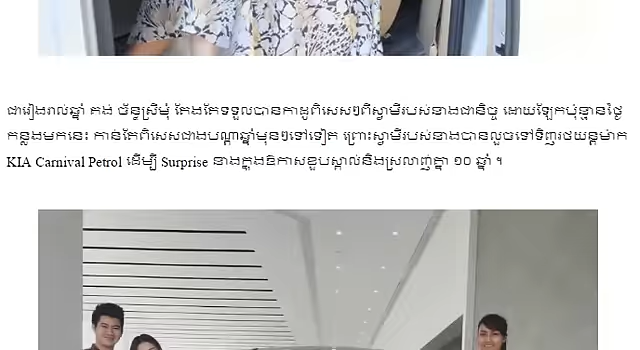 ជារៀងរាល់ឆ្នាំ គង់ ច័ន្ទស្រីមុំ តែងតែទទួលបានកាដូពិសេសៗពីស្វាមីរបស់នាងជានិច្ច ដោយឡែកប៉ុន្មានថ្ងៃ
កន្លងមកនេះ កាន់តែពិសេសជាងបណ្តាឆ្នាំមុនៗទៅទៀត ព្រោះស្វាមីរបស់នាងបានលួចទៅទិញរថយន្តម៉ាក
KIA Carnival Petrol ដើម្បី Surprise នាងក្នុងឱកាសខួបស្គាល់និងស្រលាញ់គ្នា ១០ ឆ្នាំ ។